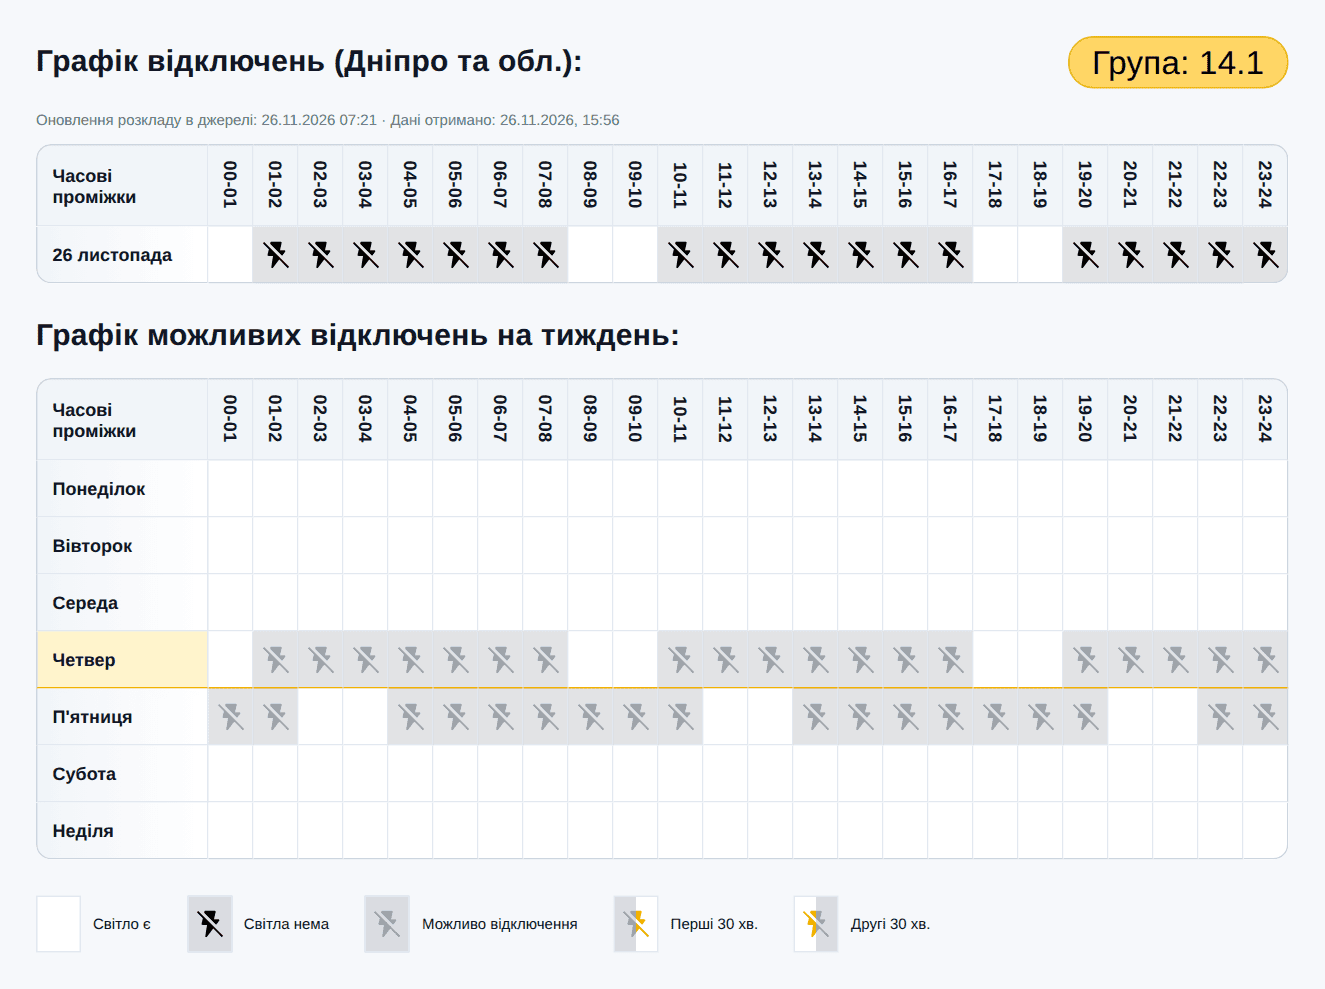 Графік відключень (Дніпро та обл.):
Група: 14.1
Оновлення розкладу в джерелі: 26.11.2026 07:21 · Дані отримано: 26.11.2026, 15:56
Часові проміжки 00-01 01-02 02-03 03-04 04-05 05-06 06-07 07-08 08-09 09-10 10-11 11-12 12-13 13-14 14-15 15-16 16-17 17-18 18-19 19-20 20-21 21-22 22-23 23-24
26 листопада
Графік можливих відключень на тиждень:
Часові проміжки 00-01 01-02 02-03 03-04 04-05 05-06 06-07 07-08 08-09 09-10 10-11 11-12 12-13 13-14 14-15 15-16 16-17 17-18 18-19 19-20 20-21 21-22 22-23 23-24
Понеділок
Вівторок
Середа
Четвер
П'ятниця
Субота
Неділя
Світло є Світла нема Можливо відключення Перші 30 хв. Другі 30 хв.